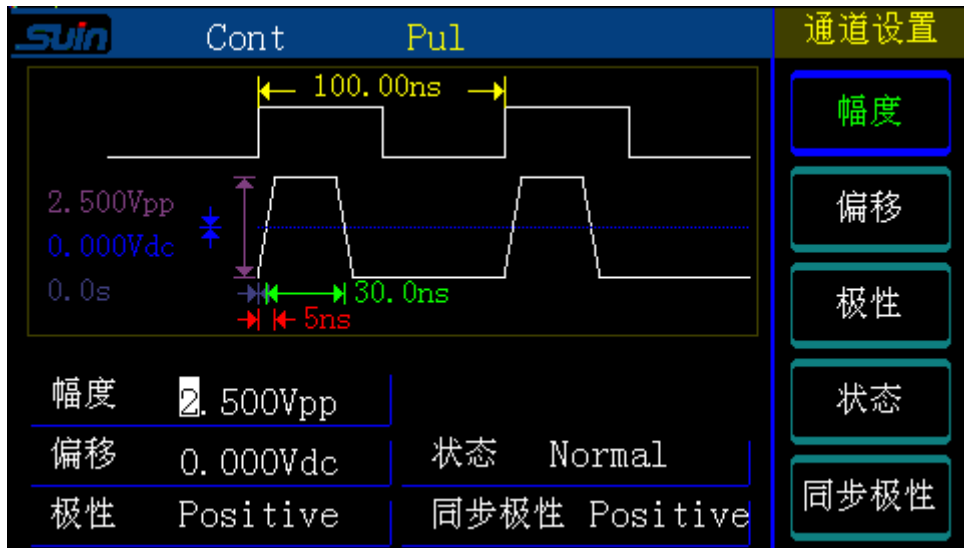 Suin Cont Pul 通道设置
100.00ns
幅度
2.500Vpp
偏移
0.000Vdc
0.0s
30.0ns
极性
5ns
幅度 2.500Vpp
状态
偏移 0.000Vdc 状态 Normal
极性 Positive 同步极性 Positive
同步极性